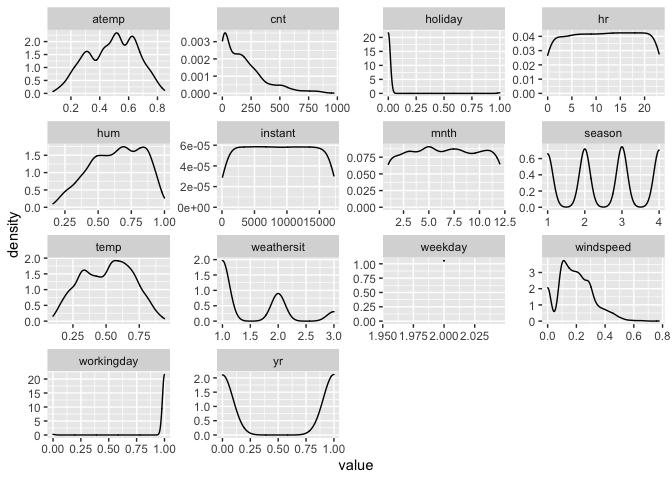 atemp cnt holiday hr
2.0 1.5 1.0 0.5 0.0
0.003 0.002 0.001 0.000
20 15 10 5 0
0.04 0.03 0.02 0.01 0.00
0.2 0.4 0.6 0.8
0 250 500 750 1000
0.00 0.25 0.50 0.75 1.00
0 5 10 15 20
hum instant mnth season
1.5 1.0 0.5 0.0
6e-05 4e-05 2e-05 0e+00
0.075 0.050 0.025 0.000
0.6 0.4 0.2 0.0
0.25 0.50 0.75 1.00
0 5000 10000 15000
2.5 5.0 7.5 10.0 12.5
1 2 3 4
density
temp weathersit weekday windspeed
2.0 1.5 1.0 0.5 0.0
2.0 1.5 1.0 0.5 0.0
1.00 0.75 0.50 0.25 0.00
3 2 1 0
0.25 0.50 0.75
1.0 1.5 2.0 2.5 3.0
1.950 1.975 2.000 2.025
0.0 0.2 0.4 0.6 0.8
workingday yr
20 15 10 5 0
2.0 1.5 1.0 0.5 0.0
0.00 0.25 0.50 0.75 1.00
0.00 0.25 0.50 0.75 1.00
value